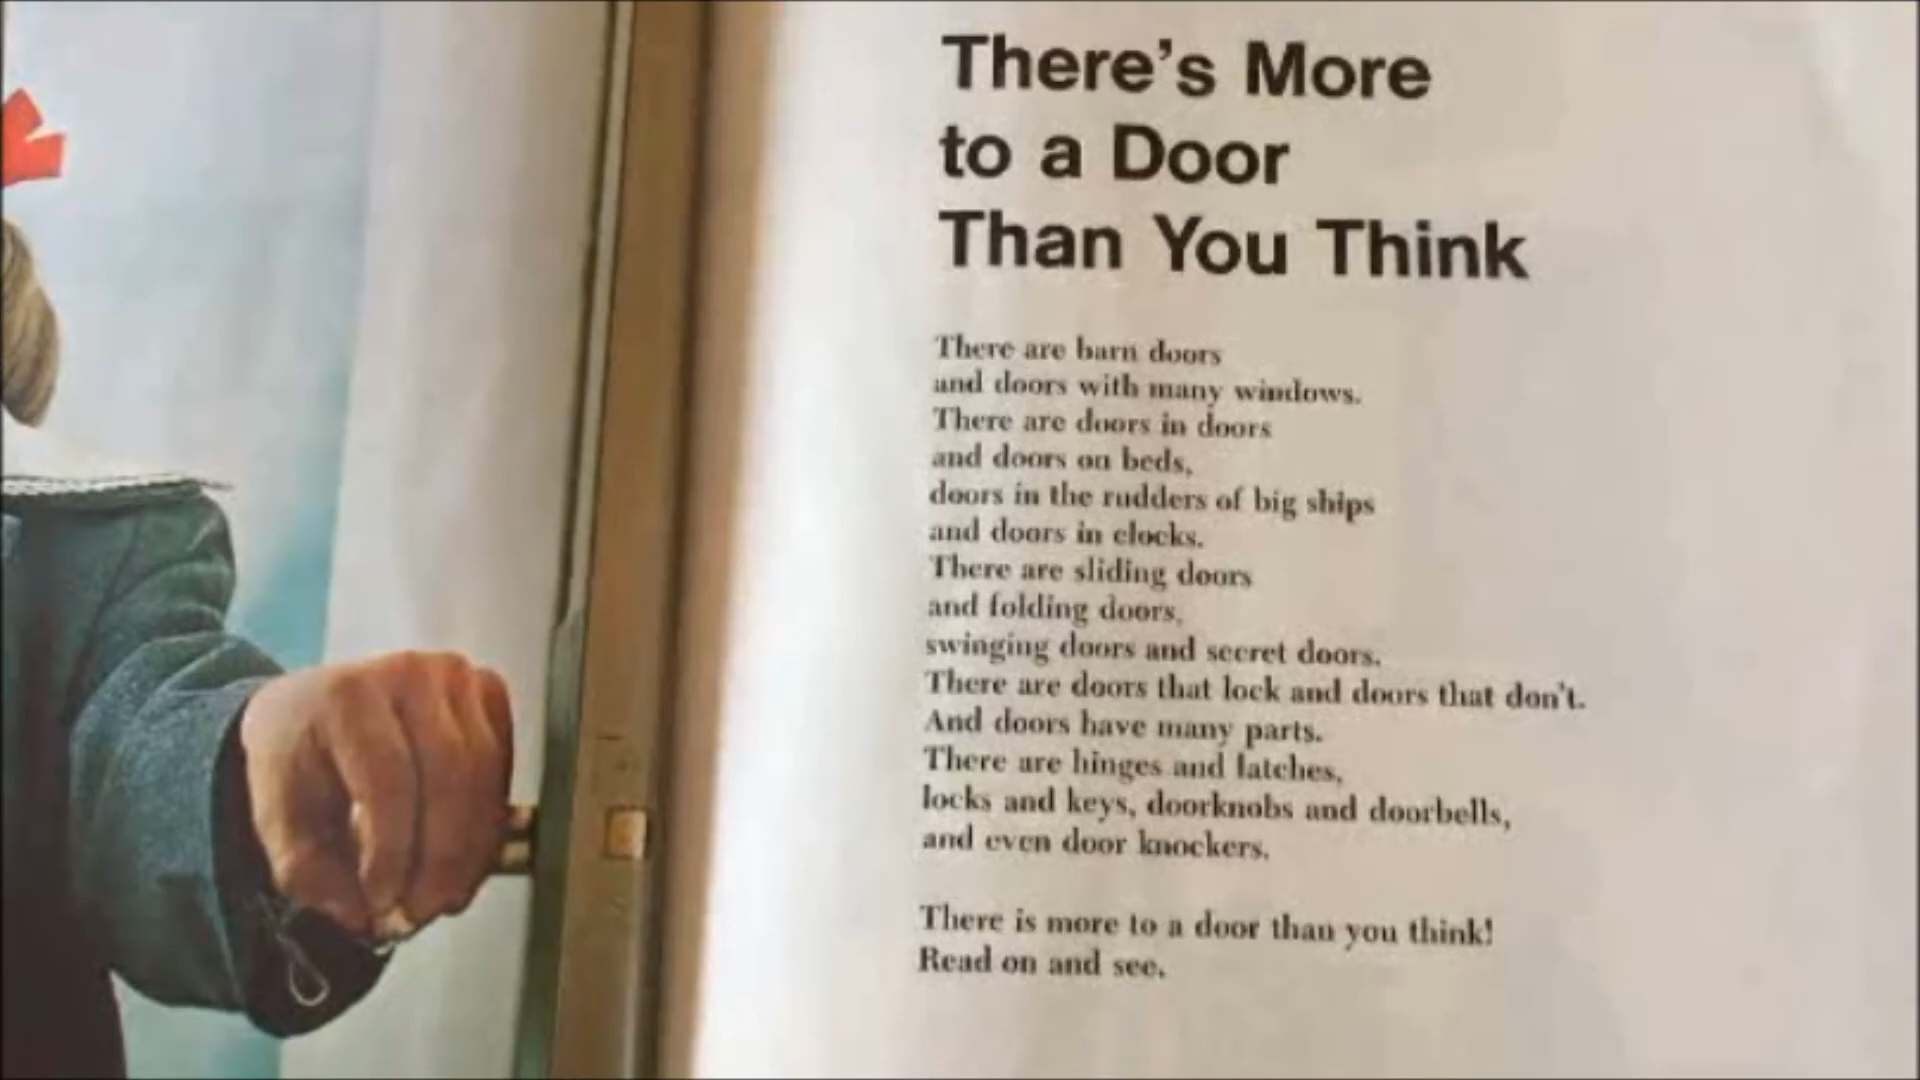 There's More
to a Door
Than You Think
There are barn doors
and doors with many windows.
There are doors in doors
and doors on beds,
doors in the rudders of big ships
and doors in clocks.
There are sliding doors
and folding doors,
swinging doors and secret doors.
There are doors that lock and doors that don't.
And doors have many parts.
There are hinges and latches,
locks and keys, doorknobs and doorbells,
and even door knockers.
There is more to a door than you think!
Read on and see.